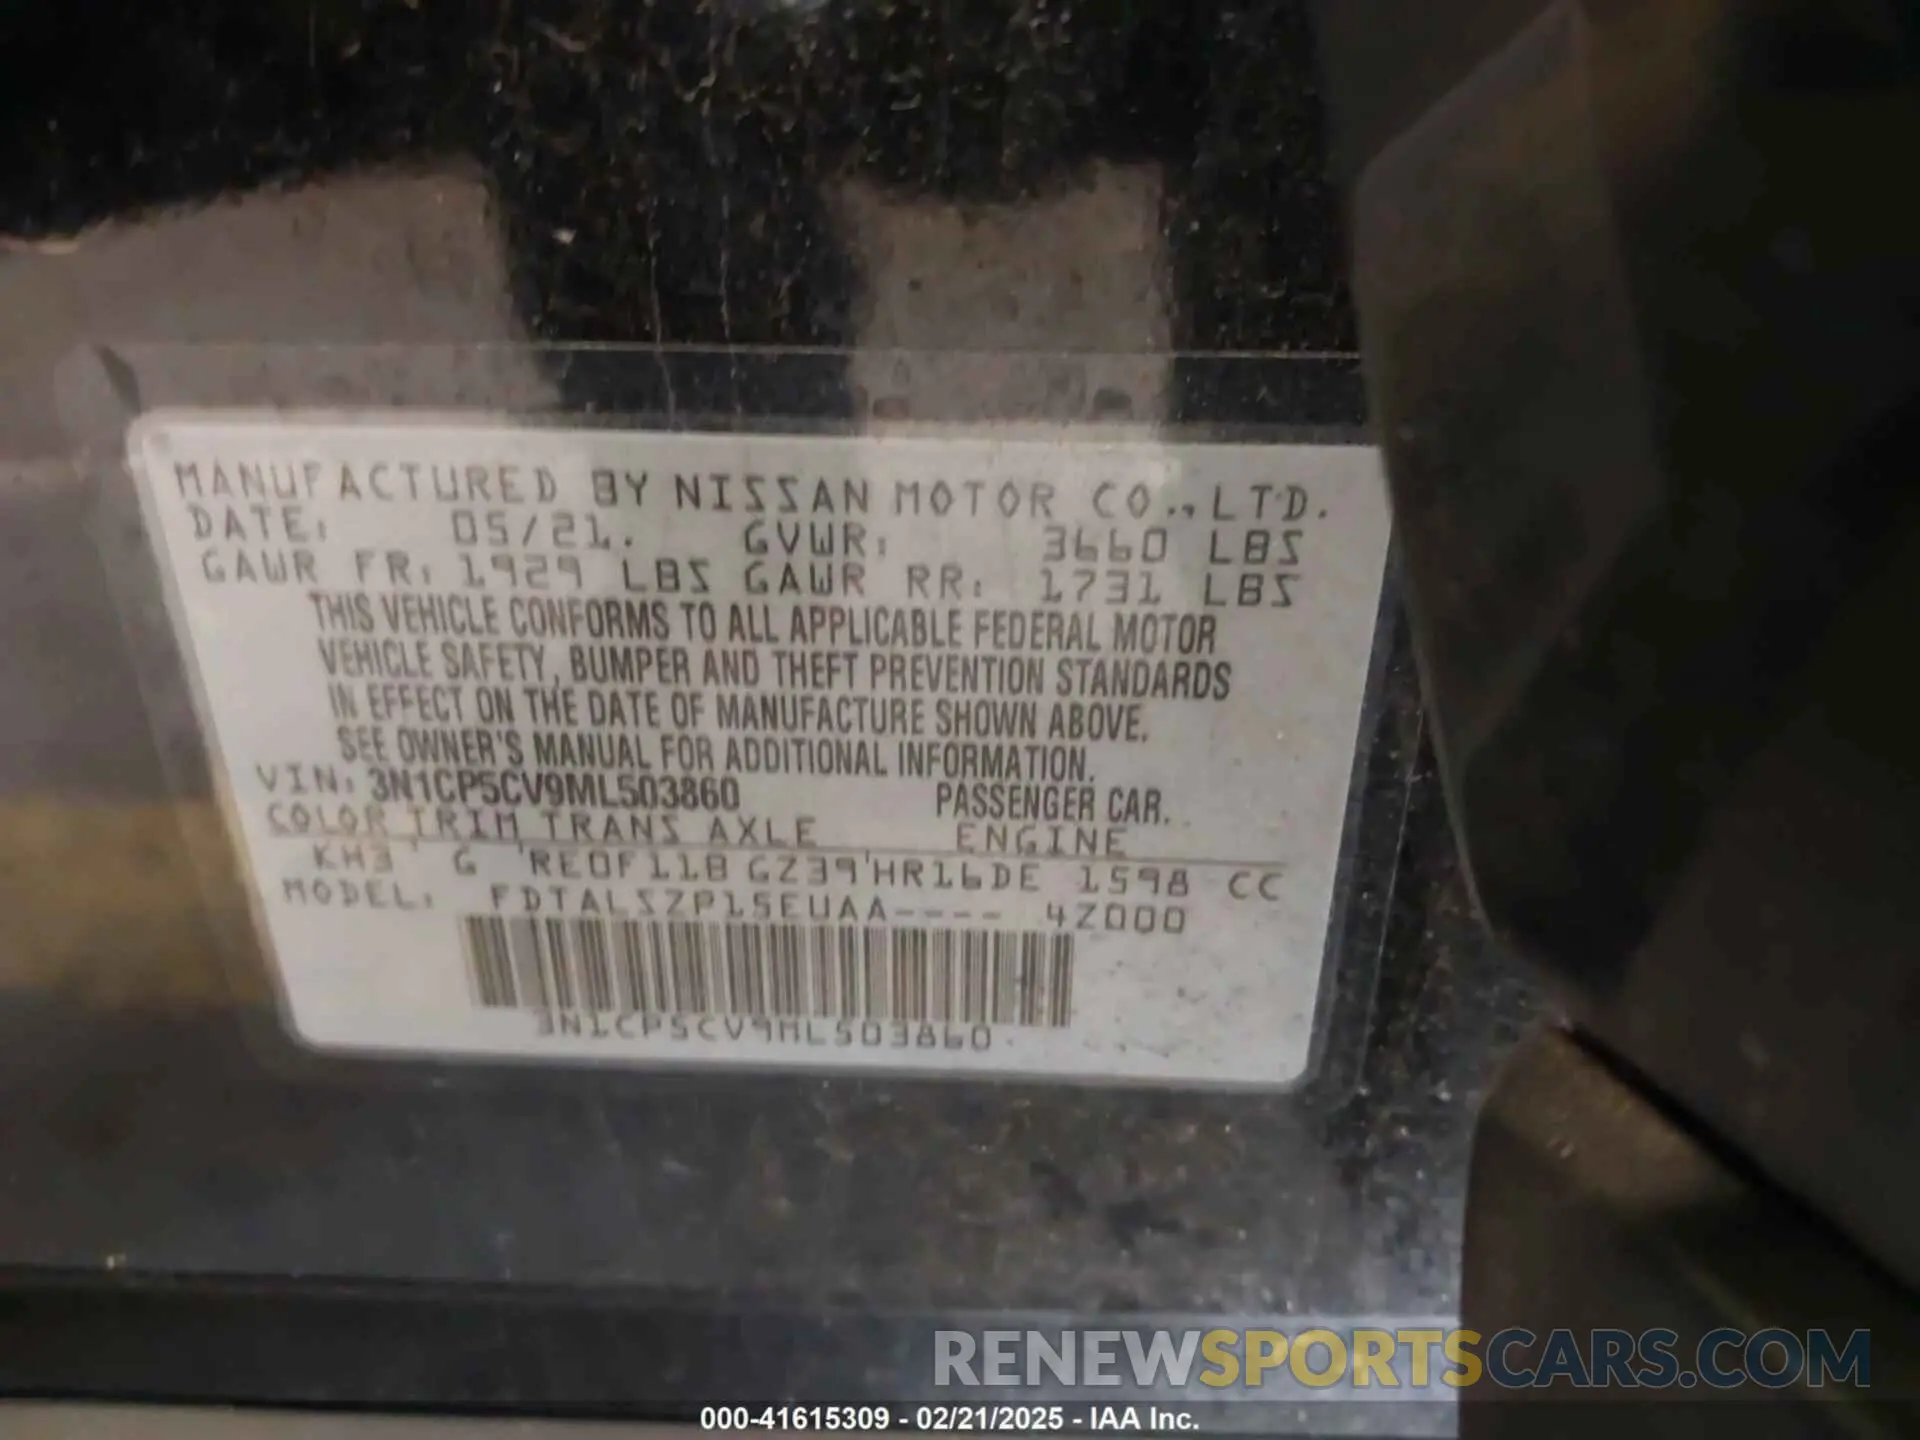 MANUFACTURED BY NISSAN MOTOR CO., LTD.
DATE: 05/21. GVWR: 3660 LBS
GAWR FR: 1929 LBS GAWR RR: 1731 LBS
THIS VEHICLE CONFORMS TO ALL APPLICABLE FEDERAL MOTOR
VEHICLE SAFETY, BUMPER AND THEFT PREVENTION STANDARDS
IN EFFECT ON THE DATE OF MANUFACTURE SHOWN ABOVE.
SEE OWNER'S MANUAL FOR ADDITIONAL INFORMATION.
VIN: 3N1CP5CV9ML503860 PASSENGER CAR.
COLOR TRIM TRANS AXLE ENGINE
KH3 G RE0F11B GZ39 HR16DE 1598 CC
MODEL: FDTALSZP15EUAA---- 4Z000
3N1CP5CV9ML503860
RENEWSPORTSCARS.COM
000-41615309 - 02/21/2025 - IAA Inc.